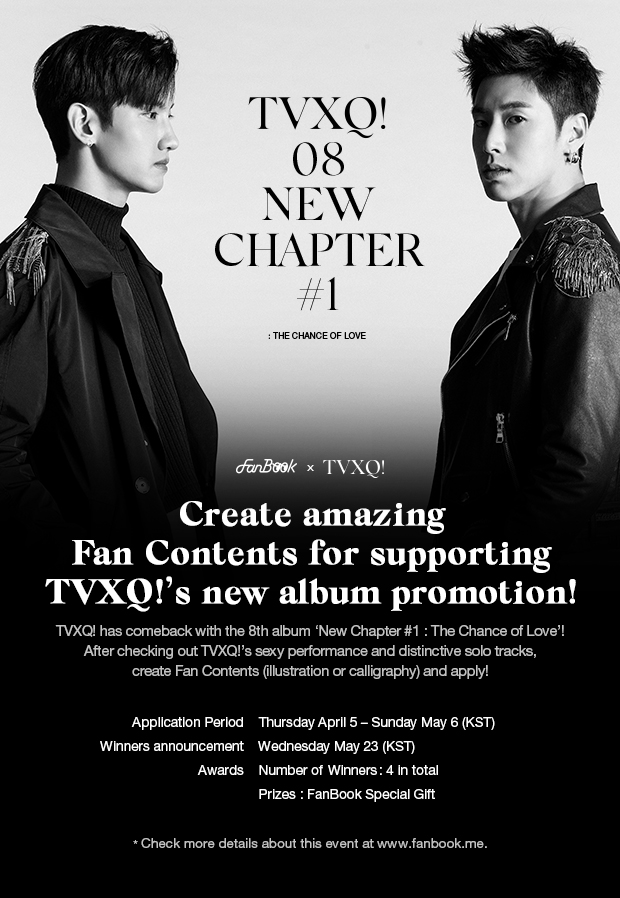 TVXQ!
08
NEW
CHAPTER
#1
: THE CHANCE OF LOVE
FanBook × TVXQ!
Create amazing
Fan Contents for supporting
TVXQ!'s new album promotion!
TVXQ! has comeback with the 8th album ‘New Chapter #1 : The Chance of Love’!
After checking out TVXQ!’s sexy performance and distinctive solo tracks,
create Fan Contents (illustration or calligraphy) and apply!
Application Period Thursday April 5 – Sunday May 6 (KST)
Winners announcement Wednesday May 23 (KST)
Awards Number of Winners : 4 in total
Prizes : FanBook Special Gift
* Check more details about this event at www.fanbook.me.